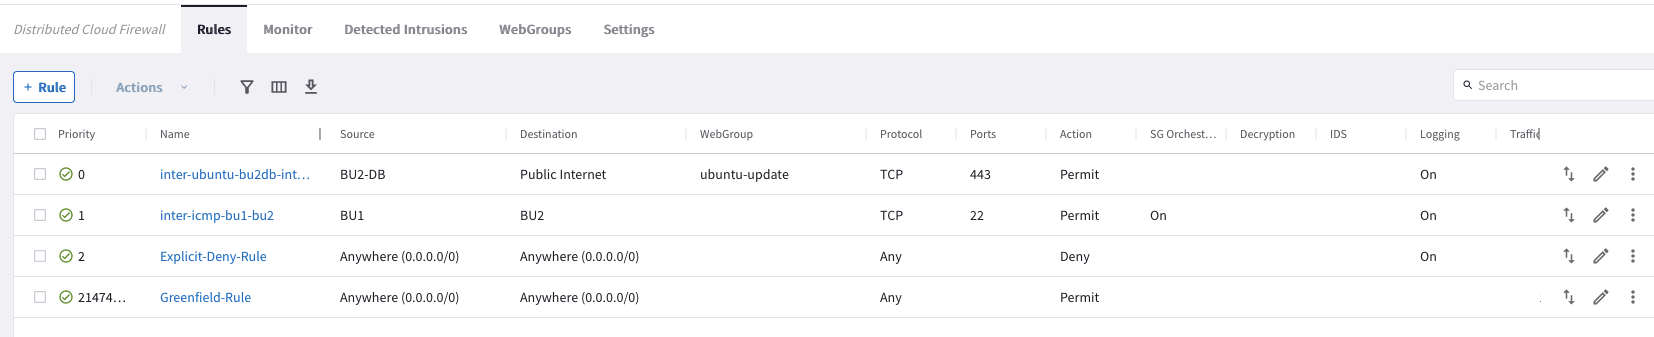 Distributed Cloud Firewall Rules Monitor Detected Intrusions WebGroups Settings
+ Rule Actions Search
Priority Name Source Destination WebGroup Protocol Ports Action SG Orchest... Decryption IDS Logging Traffic
0 inter-ubuntu-bu2db-int... BU2-DB Public Internet ubuntu-update TCP 443 Permit On
1 inter-icmp-bu1-bu2 BU1 BU2 TCP 22 Permit On On
2 Explicit-Deny-Rule Anywhere (0.0.0.0/0) Anywhere (0.0.0.0/0) Any Deny On
21474... Greenfield-Rule Anywhere (0.0.0.0/0) Anywhere (0.0.0.0/0) Any Permit